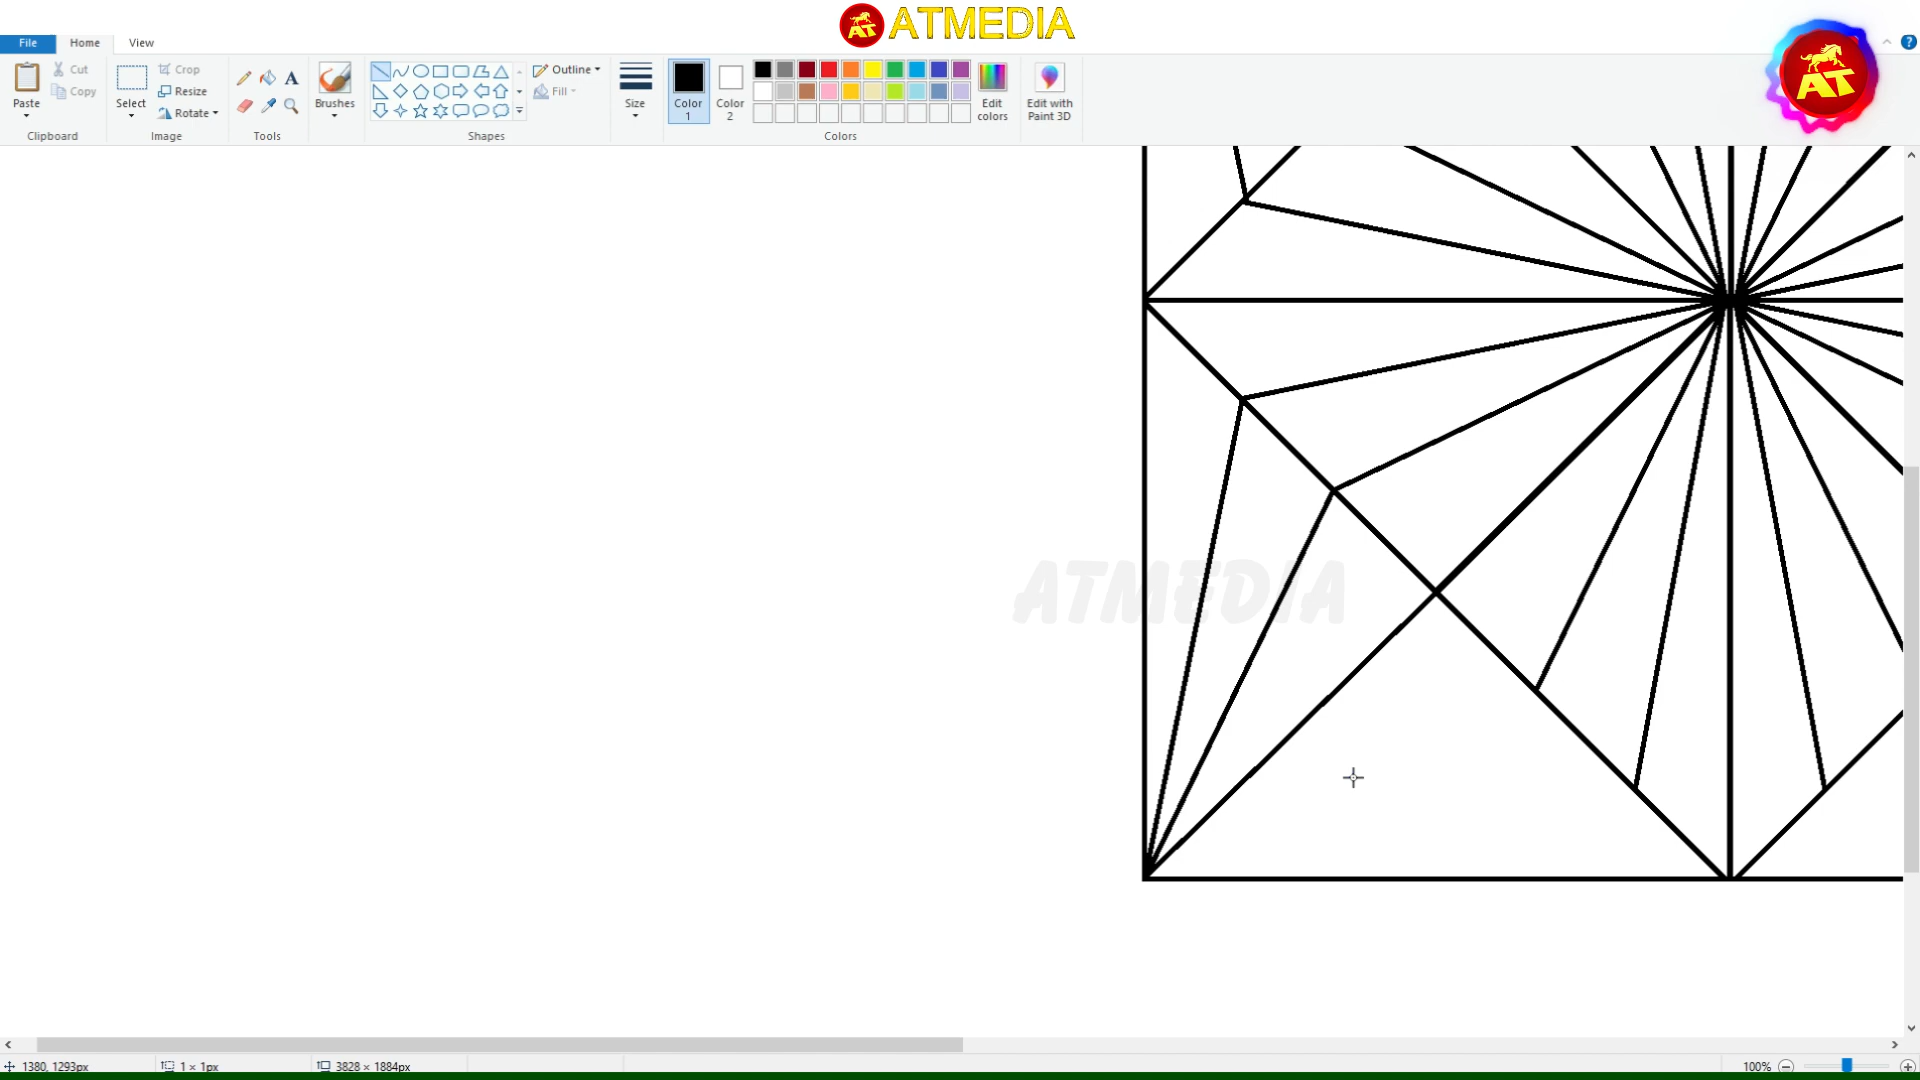 ATMEDIA
File Home View
Paste
Cut
Copy
Clipboard
Select
Crop
Resize
Rotate
Image
A
Tools
Brushes
Shapes
Outline
Fill
Size
Color 1
Color 2
Edit colors
Colors
Edit with Paint 3D
AT
ATMEDIA
1380, 1293px 1 × 1px 3828 × 1884px 100%